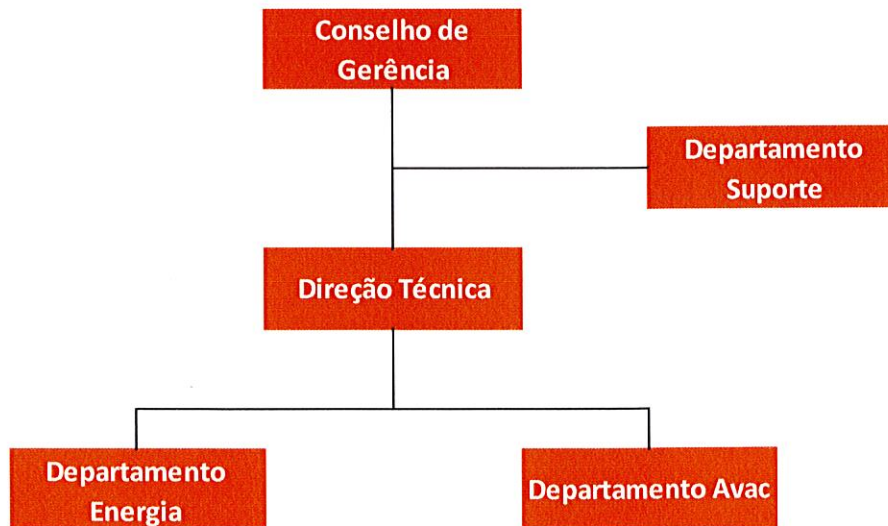 Conselho de
Gerência
Departamento
Suporte
Direção Técnica
Departamento
Energia
Departamento Avac